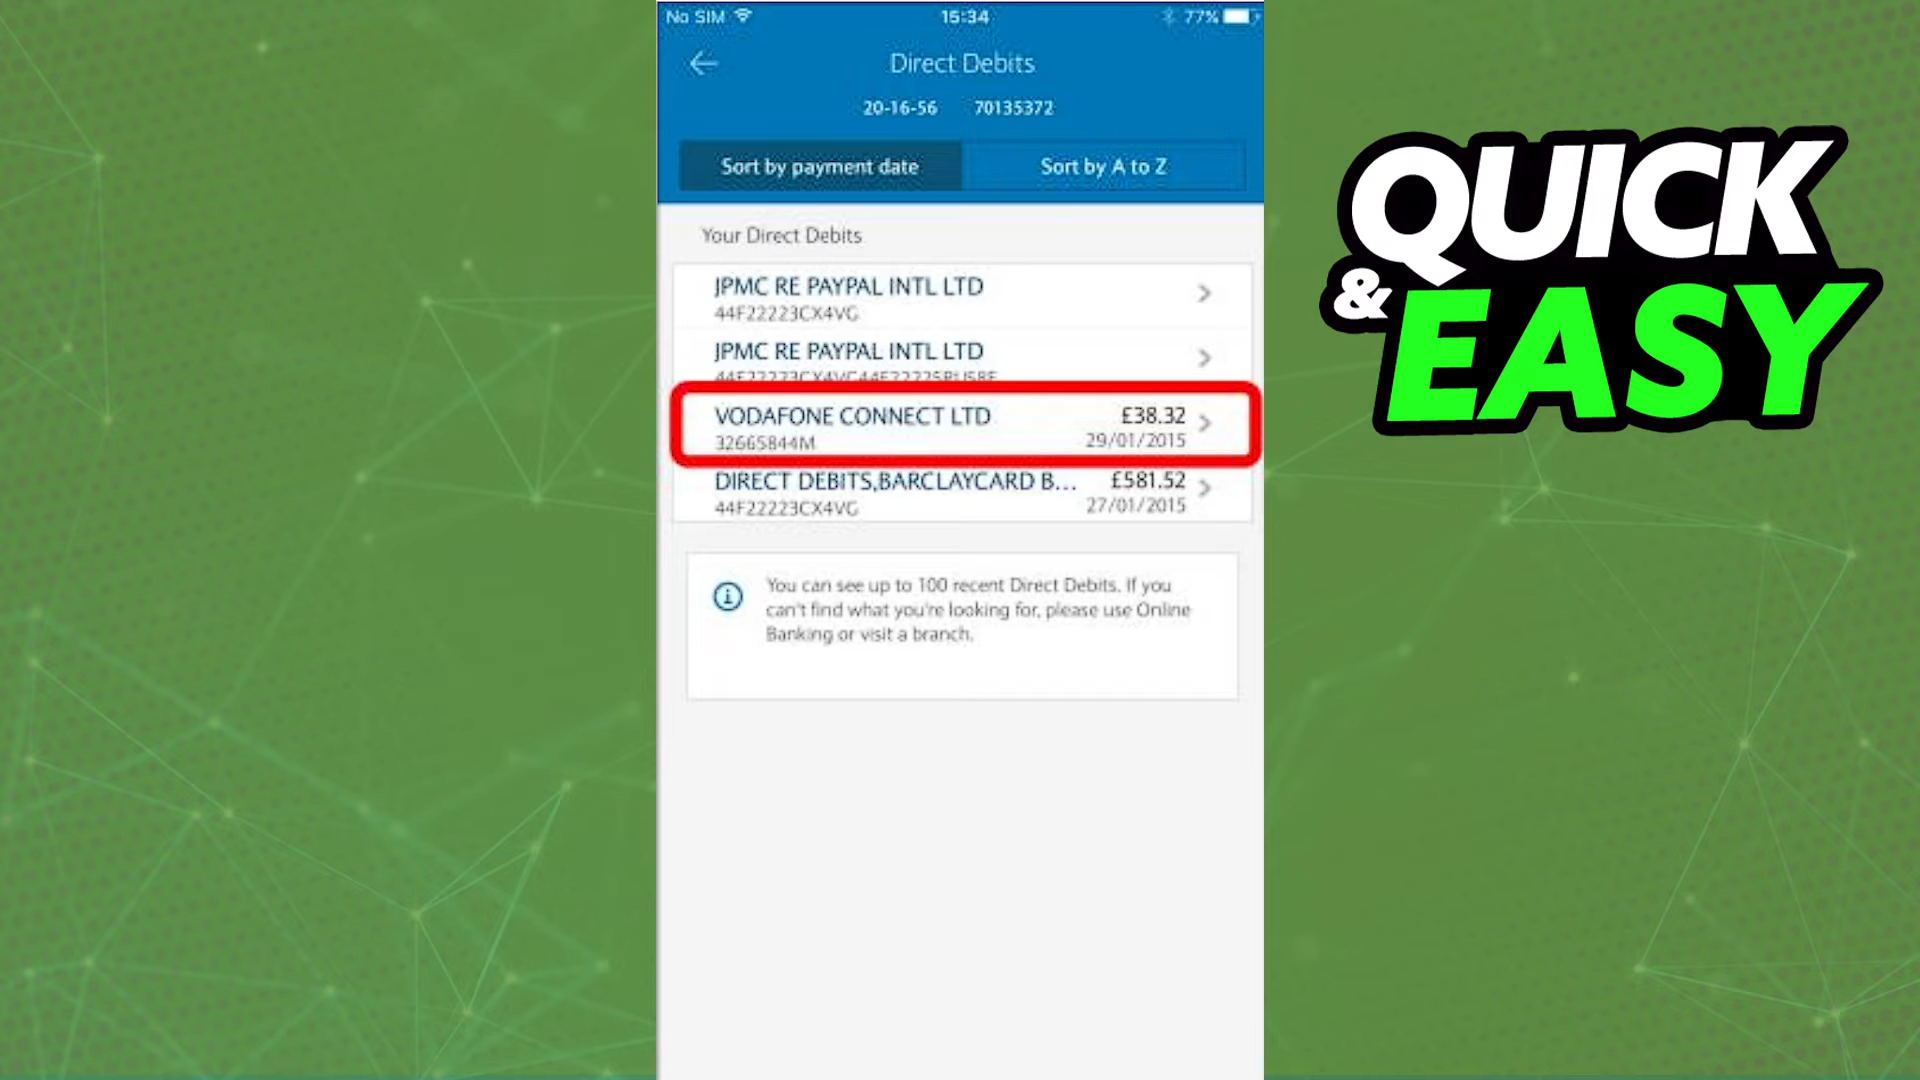 No SIM 15:34 77%
Direct Debits
20-16-56 70135372
Sort by payment date Sort by A to Z
Your Direct Debits
JPMC RE PAYPAL INTL LTD
44F22223CX4VG
JPMC RE PAYPAL INTL LTD
VODAFONE CONNECT LTD £38.32
32665844M 29/01/2015
DIRECT DEBITS,BARCLAYCARD B... £581.52
44F22223CX4VG 27/01/2015
You can see up to 100 recent Direct Debits. If you
can't find what you're looking for, please use Online
Banking or visit a branch.
QUICK
& EASY